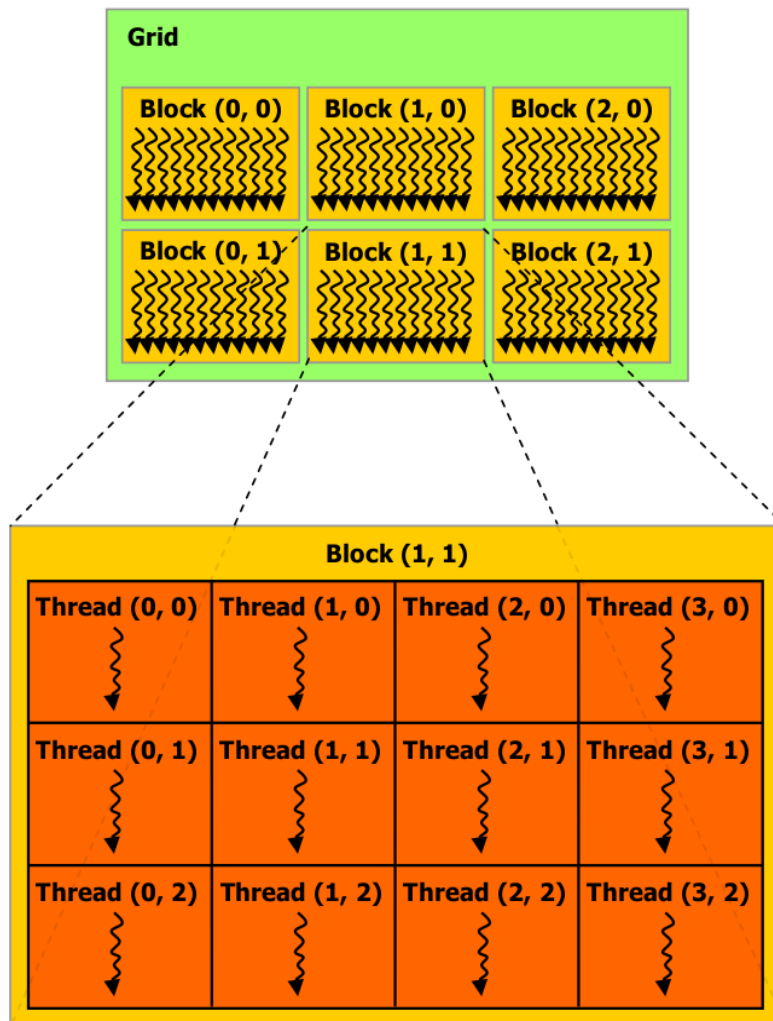 Grid
Block (0, 0) Block (1, 0) Block (2, 0)
Block (0, 1) Block (1, 1) Block (2, 1)
Block (1, 1)
Thread (0, 0) Thread (1, 0) Thread (2, 0) Thread (3, 0)
Thread (0, 1) Thread (1, 1) Thread (2, 1) Thread (3, 1)
Thread (0, 2) Thread (1, 2) Thread (2, 2) Thread (3, 2)